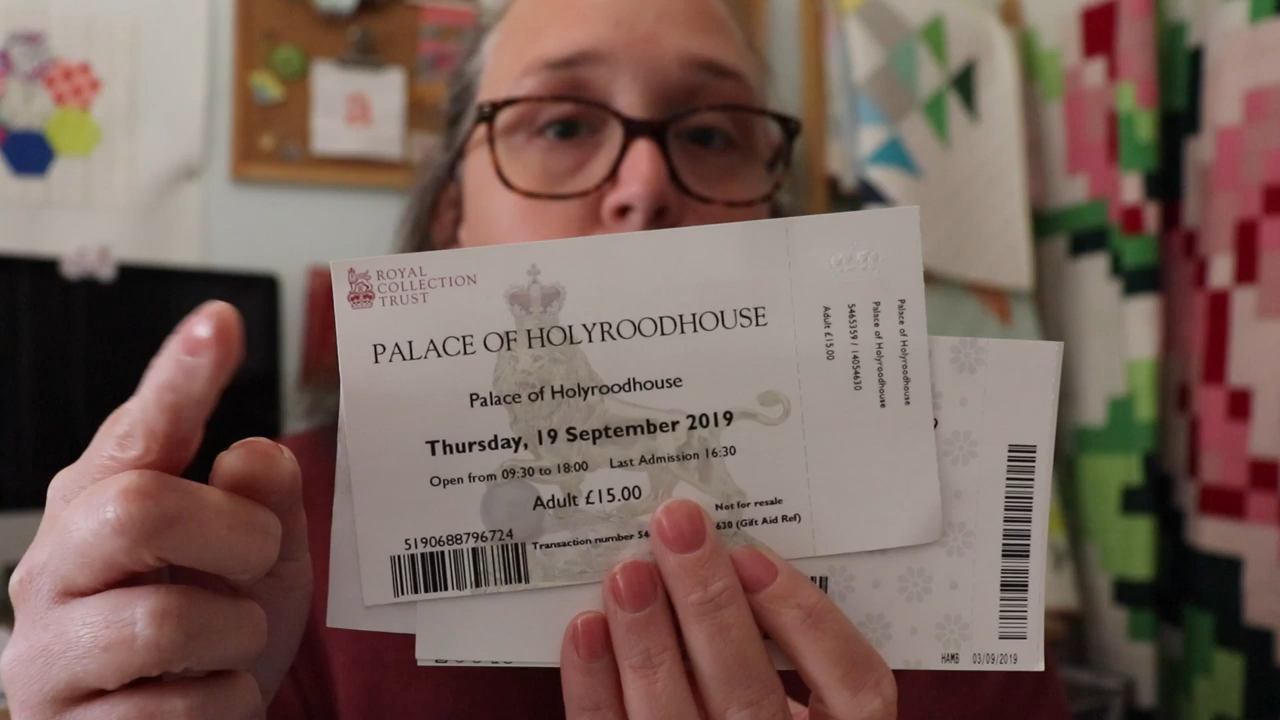 ROYAL
COLLECTION
TRUST
PALACE OF HOLYROODHOUSE
Palace of Holyroodhouse
Thursday, 19 September 2019
Open from 09:30 to 18:00 Last Admission 16:30
Adult £15.00
Not for resale
5190688796724
Transaction number 54
630 (Gift Aid Ref)
Palace of Holyroodhouse
Palace of Holyroodhouse
5465359 / 14054630
Adult £15.00
HAMB 03/09/2019